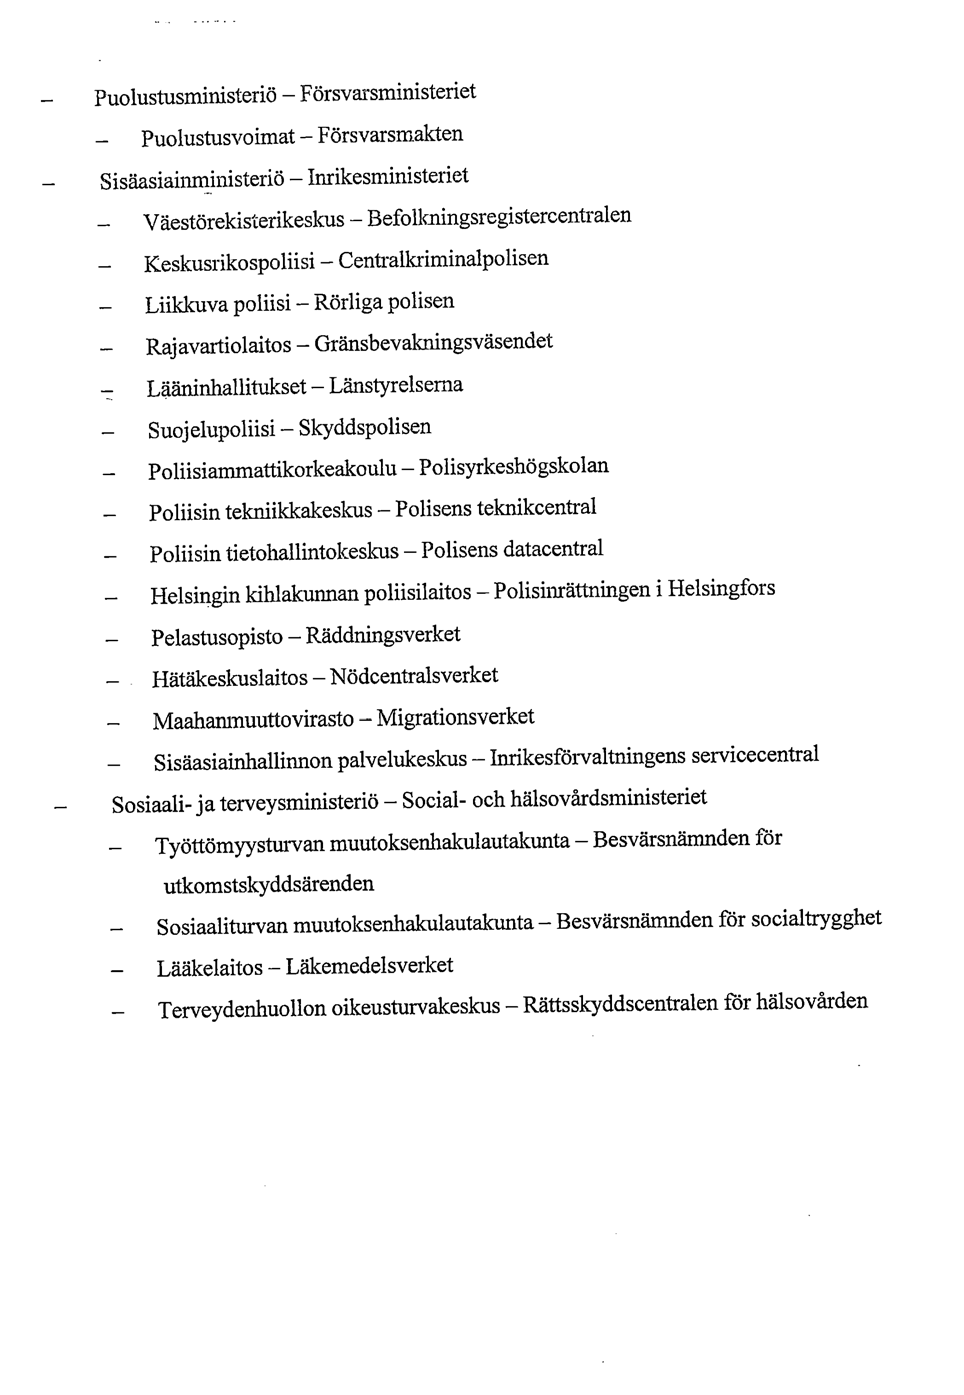 – Puolustusministeriö – Försvarsministeriet
– Puolustusvoimat – Försvarsmakten
– Sisäasiainministeriö – Inrikesministeriet
– Väestörekisterikeskus – Befolkningsregistercentralen
– Keskusrikospoliisi – Centralkriminalpolisen
– Liikkuva poliisi – Rörliga polisen
– Rajavartiolaitos – Gränsbevakningsväsendet
– Lääninhallitukset – Länstyrelserna
– Suojelupoliisi – Skyddspolisen
– Poliisiammattikorkeakoulu – Polisyrkeshögskolan
– Poliisin tekniikkakeskus – Polisens teknikcentral
– Poliisin tietohallintokeskus – Polisens datacentral
– Helsingin kihlakunnan poliisilaitos – Polisinrättningen i Helsingfors
– Pelastusopisto – Räddningsverket
– Hätäkeskuslaitos – Nödcentralsverket
– Maahanmuuttovirasto – Migrationsverket
– Sisäasiainhallinnon palvelukeskus – Inrikesförvaltningens servicecentral
– Sosiaali- ja terveysministeriö – Social- och hälsovårdsministeriet
– Työttömyysturvan muutoksenhakulautakunta – Besvärsnämnden för
utkomstskyddsärenden
– Sosiaaliturvan muutoksenhakulautakunta – Besvärsnämnden för socialtrygghet
– Lääkelaitos – Läkemedelsverket
– Terveydenhuollon oikeusturvakeskus – Rättsskyddscentralen för hälsovården